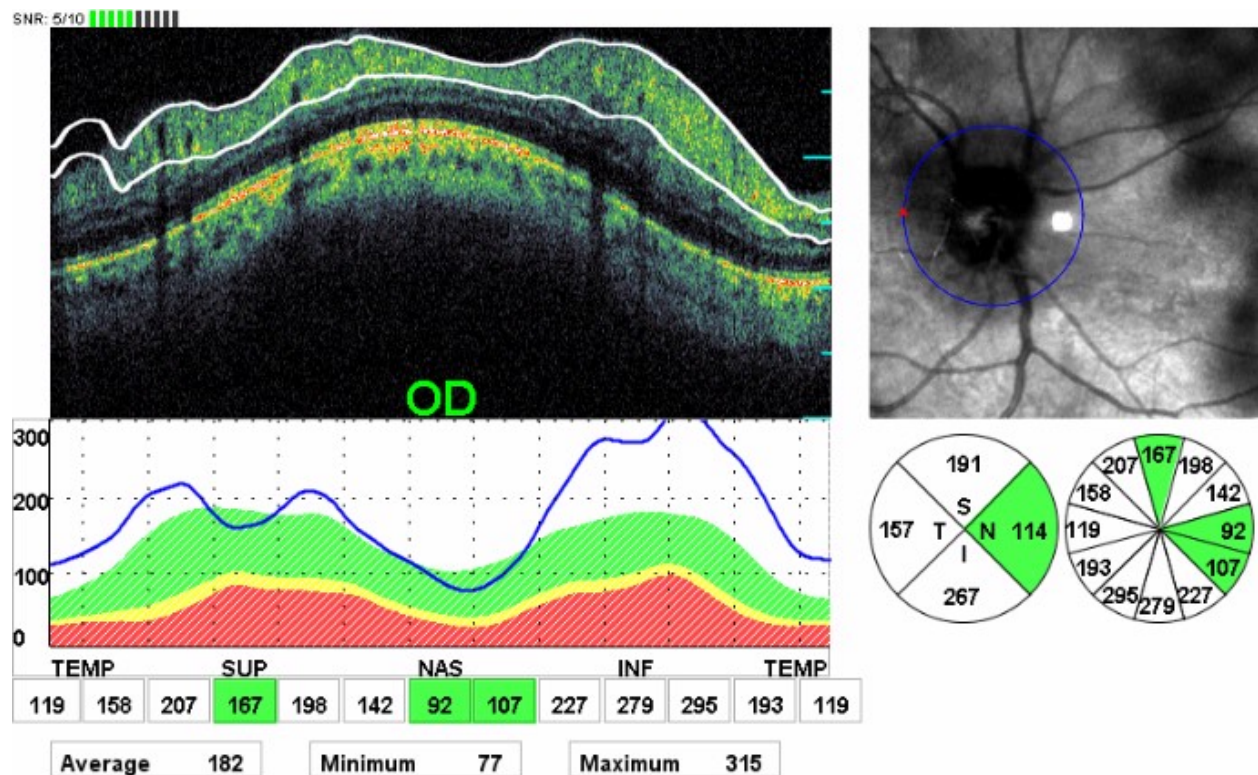 SNR: 5/10
OD
300
200
100
0
TEMP SUP NAS INF TEMP
119 158 207 167 198 142 92 107 227 279 295 193 119
Average 182 Minimum 77 Maximum 315
191
S
157 T N 114
I
267
167
207 198
158 142
119 92
193 107
295 227
279